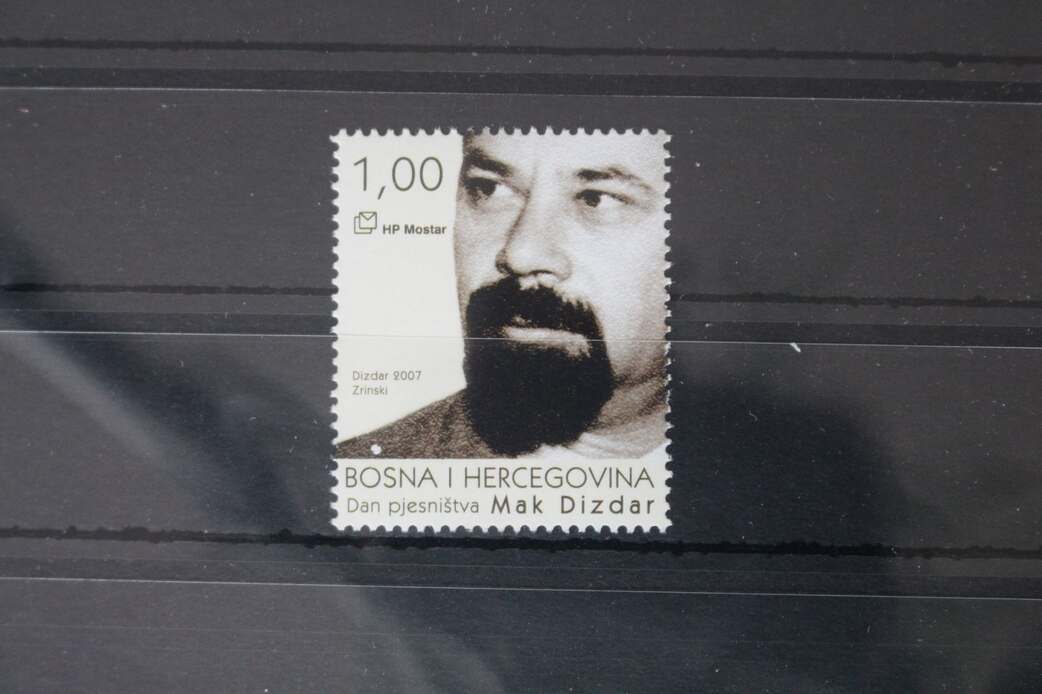 1,00
HP Mostar
Dizdar 2007
Zrinski
BOSNA I HERCEGOVINA
Dan pjesništva Mak Dizdar